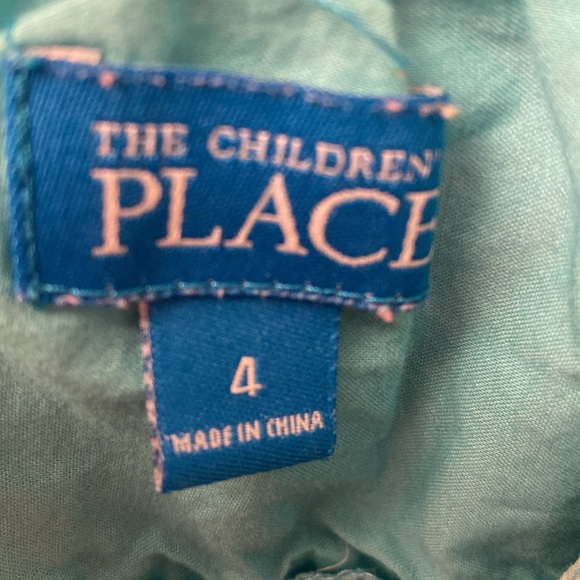 THE CHILDREN'
PLACE
4
MADE IN CHINA